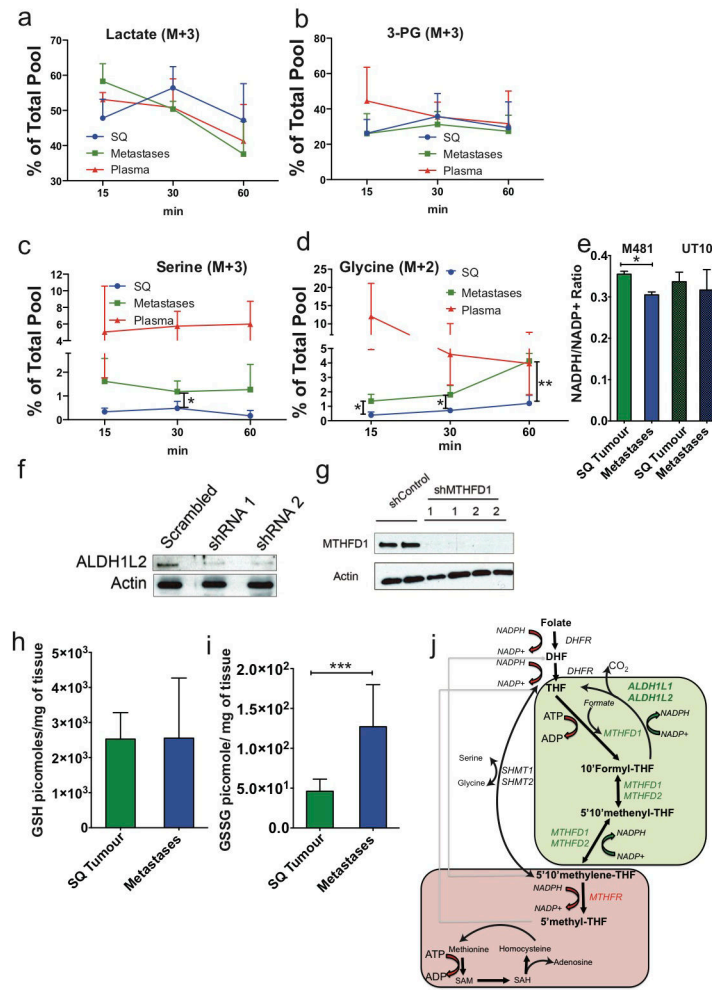 a
Lactate (M+3)
% of Total Pool
70
60
50
40
30
SQ
Metastases
Plasma
15
30
60
min
b
3-PG (M+3)
% of Total Pool
80
60
40
20
0
SQ
Metastases
Plasma
15
30
60
min
c
Serine (M+3)
% of Total Pool
16
14
12
10
8
6
4
2
1
0
SQ
Metastases
Plasma
*
15
30
60
min
d
Glycine (M+2)
% of Total Pool
25
20
15
10
5
4
3
2
1
0
SQ
Metastases
Plasma
*
*
**
15
30
60
min
e
M481
UT10
*
NADPH/NADP+ Ratio
0.4
0.3
0.2
0.1
0.0
SQ Tumour
Metastases
SQ Tumour
Metastases
f
Scrambled
shRNA 1
shRNA 2
ALDH1L2
Actin
g
shControl
shMTHFD1
1 1 2 2
MTHFD1
Actin
h
GSH picomoles/mg of tissue
5×10³
4×10³
3×10³
2×10³
1×10³
0
SQ Tumour
Metastases
i
GSSG picomole/ mg of tissue
2.0×10²
1.5×10²
1.0×10²
5.0×10¹
0.0
***
SQ Tumour
Metastases
j
Folate
NADPH
NADP+
DHFR
DHF
NADPH
NADP+
DHFR
THF
CO2
ALDH1L1
ALDH1L2
Formate
ATP
ADP
MTHFD1
NADPH
NADP+
10'Formyl-THF
Serine
Glycine
SHMT1
SHMT2
MTHFD1
MTHFD2
5'10'methenyl-THF
MTHFD1
MTHFD2
NADPH
NADP+
5'10'methylene-THF
NADPH
NADP+
MTHFR
5'methyl-THF
ATP
ADP
Methionine
Homocysteine
Adenosine
SAM
SAH